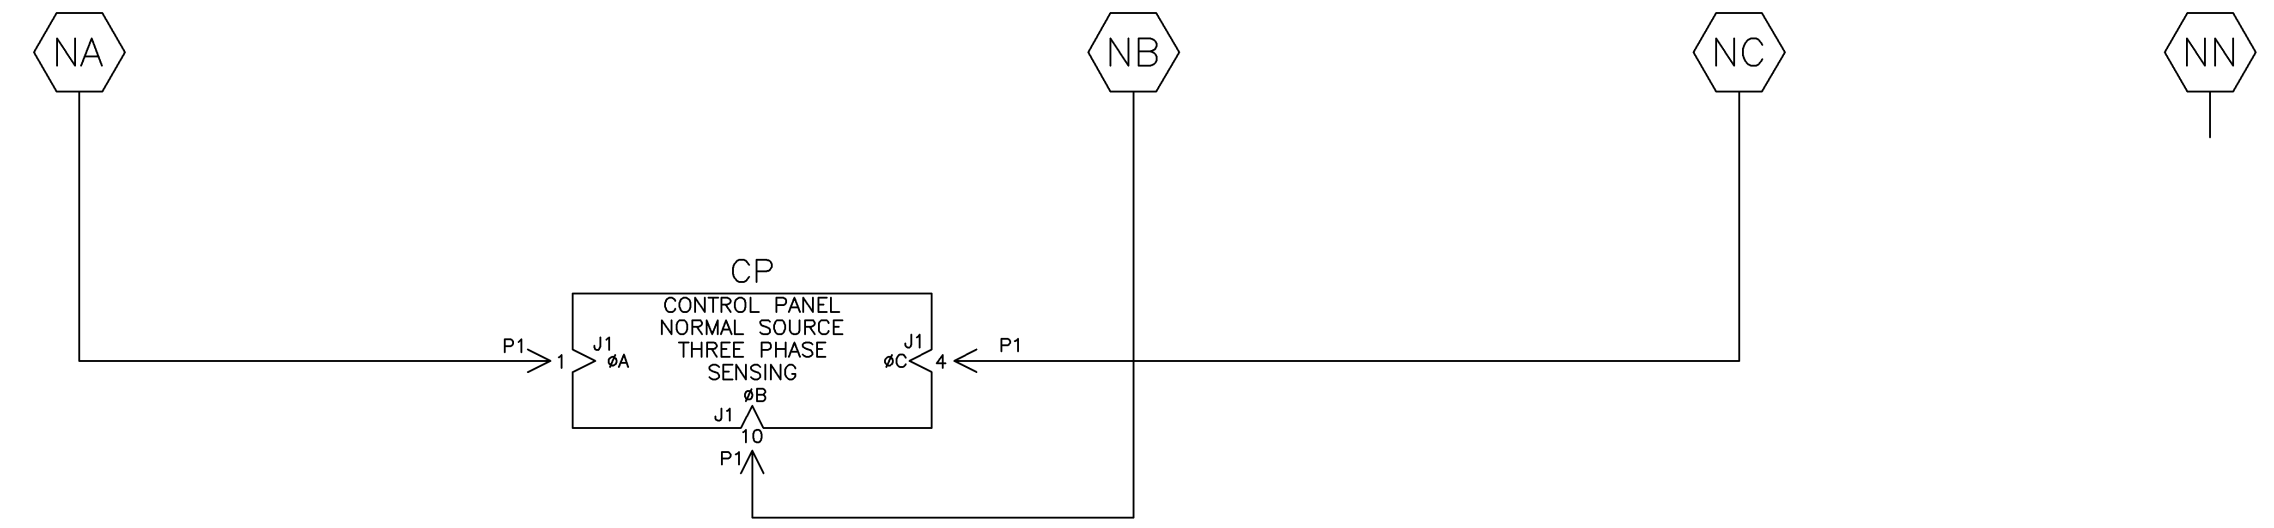 NA
NB
NC
NN
CP
CONTROL PANEL
NORMAL SOURCE
THREE PHASE
SENSING
P1
1
J1
øA
J1
øC
4
P1
øB
J1
10
P1